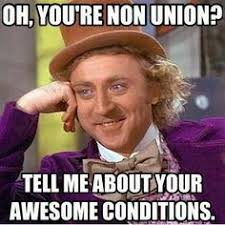 OH, YOU'RE NON UNION?
TELL ME ABOUT YOUR
AWESOME CONDITIONS.